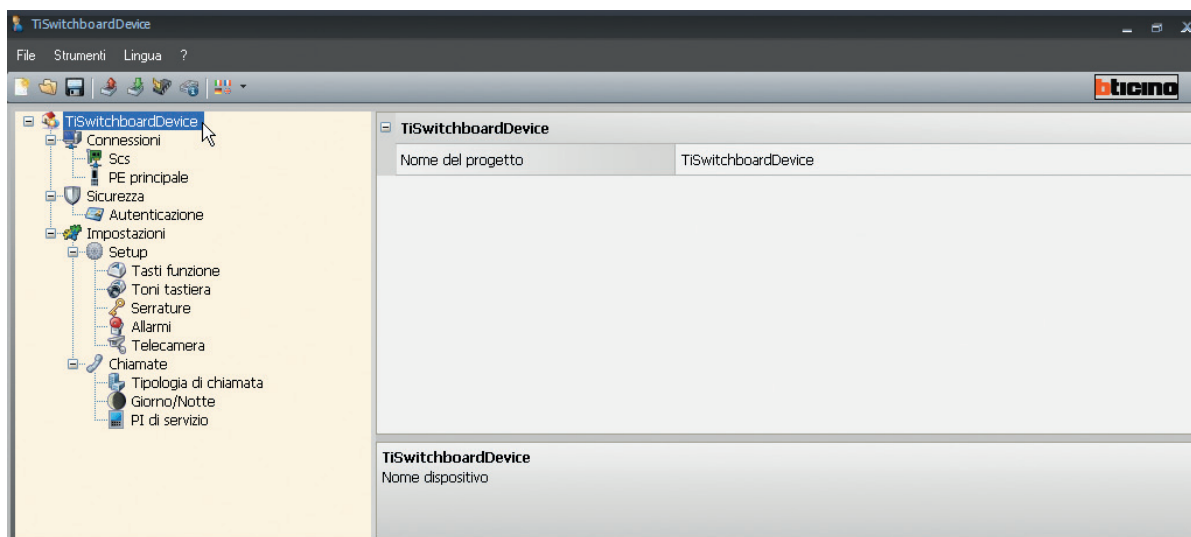 TiSwitchboardDevice
File Strumenti Lingua ?
bticino
TiSwitchboardDevice
Connessioni
Scs
PE principale
Sicurezza
Autenticazione
Impostazioni
Setup
Tasti funzione
Toni tastiera
Serrature
Allarmi
Telecamera
Chiamate
Tipologia di chiamata
Giorno/Notte
PI di servizio
TiSwitchboardDevice
Nome del progetto TiSwitchboardDevice
TiSwitchboardDevice
Nome dispositivo